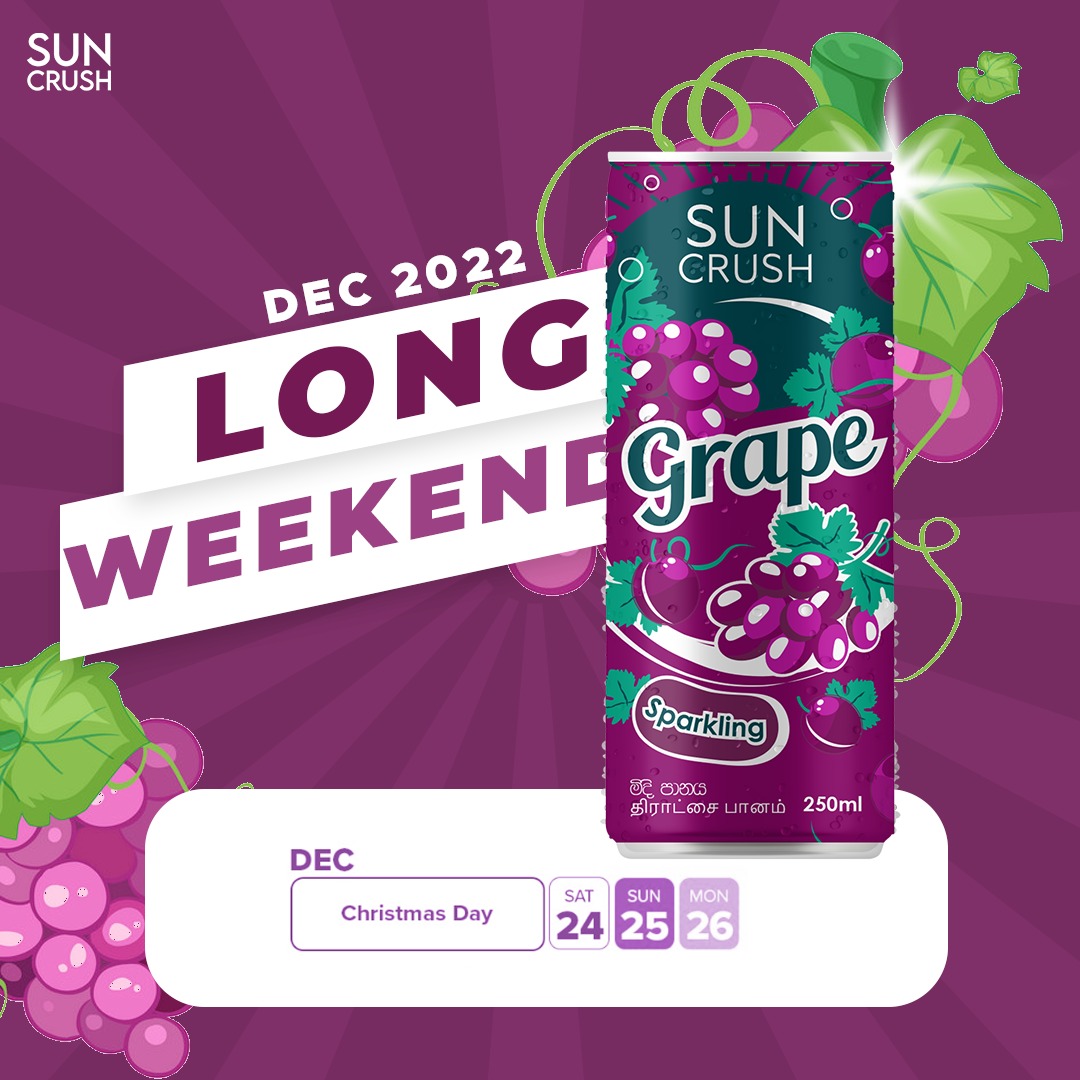 SUN
CRUSH
DEC 2022
LONG
WEEKEND
SUN
CRUSH
Grape
Sparkling
මිදි පානය
திராட்சை பானம் 250ml
DEC
Christmas Day
SAT SUN MON
24 25 26